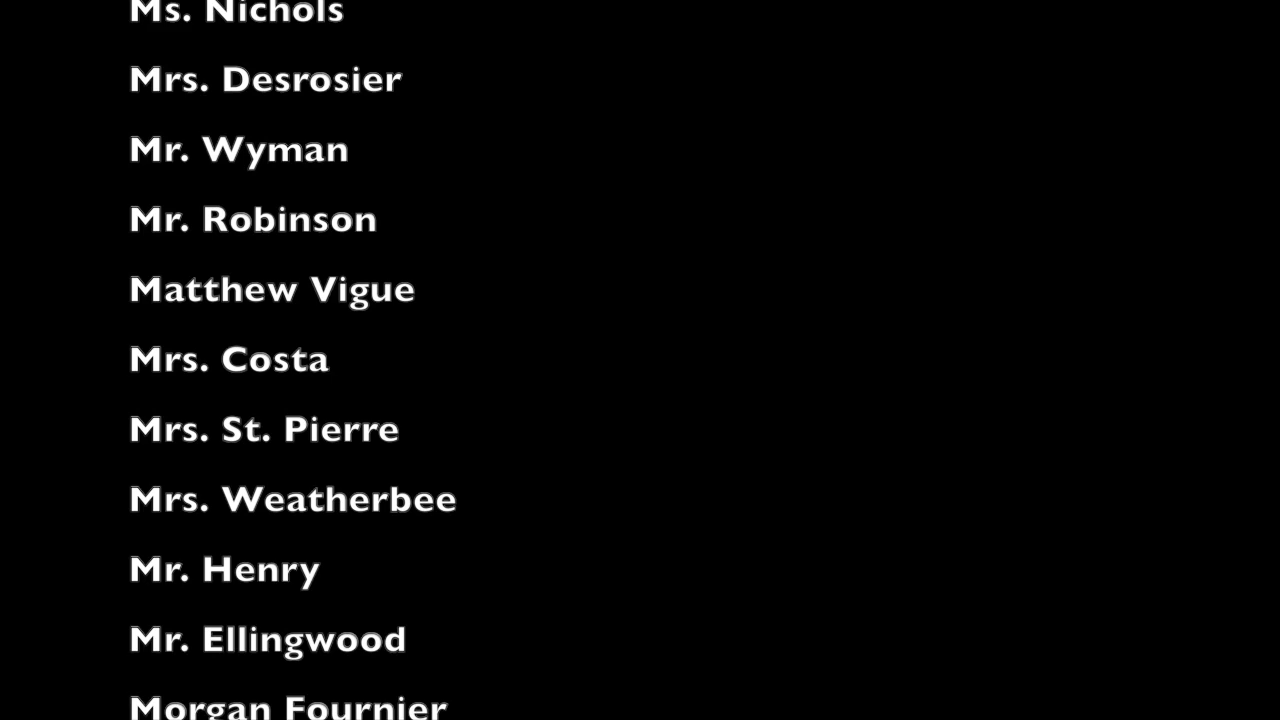 Ms. Nichols
Mrs. Desrosier
Mr. Wyman
Mr. Robinson
Matthew Vigue
Mrs. Costa
Mrs. St. Pierre
Mrs. Weatherbee
Mr. Henry
Mr. Ellingwood
Morgan Fournier